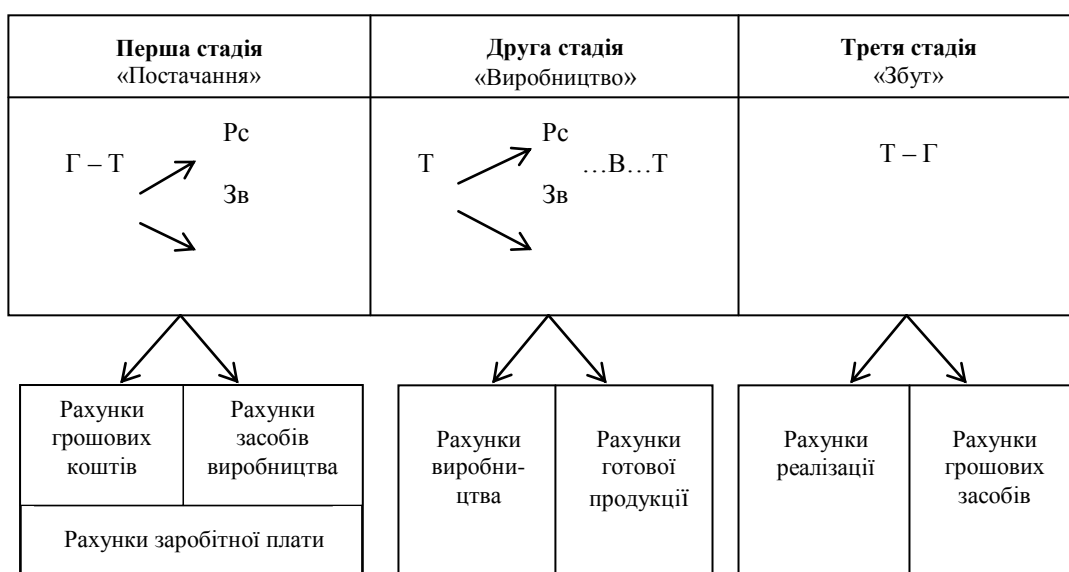 Перша стадія
«Постачання»
Друга стадія
«Виробництво»
Третя стадія
«Збут»
Рс
Г – Т
Зв
Рс
Т
…В…Т
Зв
Т – Г
Рахунки
грошових
коштів
Рахунки
засобів
виробництва
Рахунки заробітної плати
Рахунки
виробни-
цтва
Рахунки
готової
продукції
Рахунки
реалізації
Рахунки
грошових
засобів